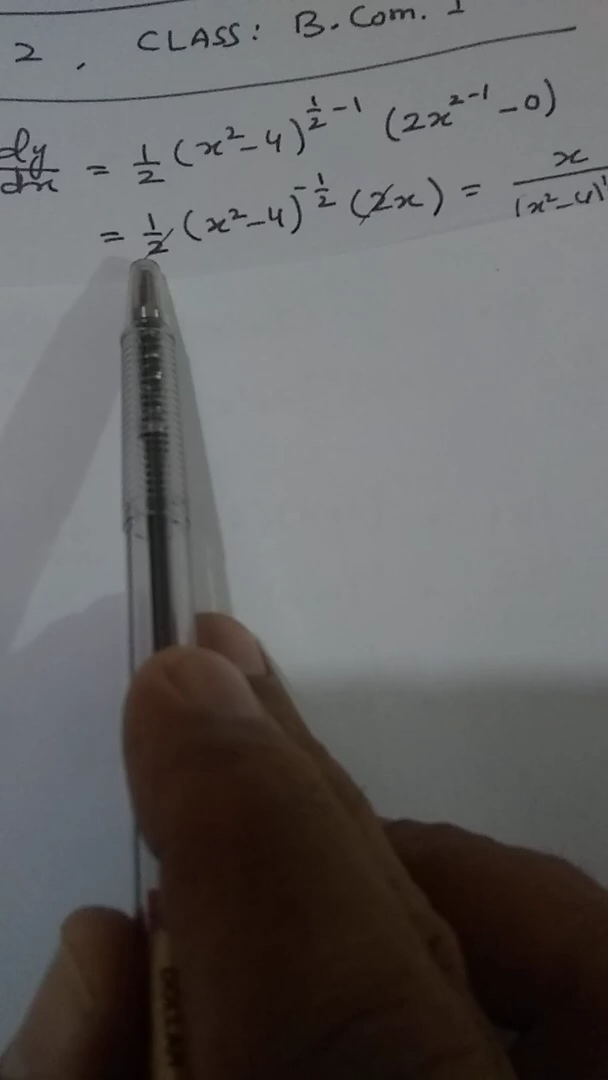 2, CLASS: B.Com. I
dy/dx = 1/2 (x²-4)^(1/2 -1) (2x^(2-1) -0)
= 1/2 (x²-4)^(-1/2) (2x) = x/(x²-4)